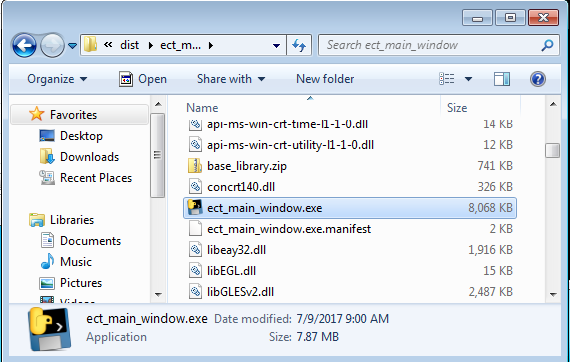 « dist ▸ ect_m... ▸
Search ect_main_window
Organize Open Share with New folder
Name Size
Favorites
Desktop
Downloads
Recent Places
Libraries
Documents
Music
Pictures
Videos
api-ms-win-crt-time-l1-1-0.dll 14 KB
api-ms-win-crt-utility-l1-1-0.dll 12 KB
base_library.zip 741 KB
concrt140.dll 326 KB
ect_main_window.exe 8,068 KB
ect_main_window.exe.manifest 2 KB
libeay32.dll 1,916 KB
libEGL.dll 15 KB
libGLESv2.dll 2,487 KB
ect_main_window.exe Date modified: 7/9/2017 9:00 AM
Application Size: 7.87 MB